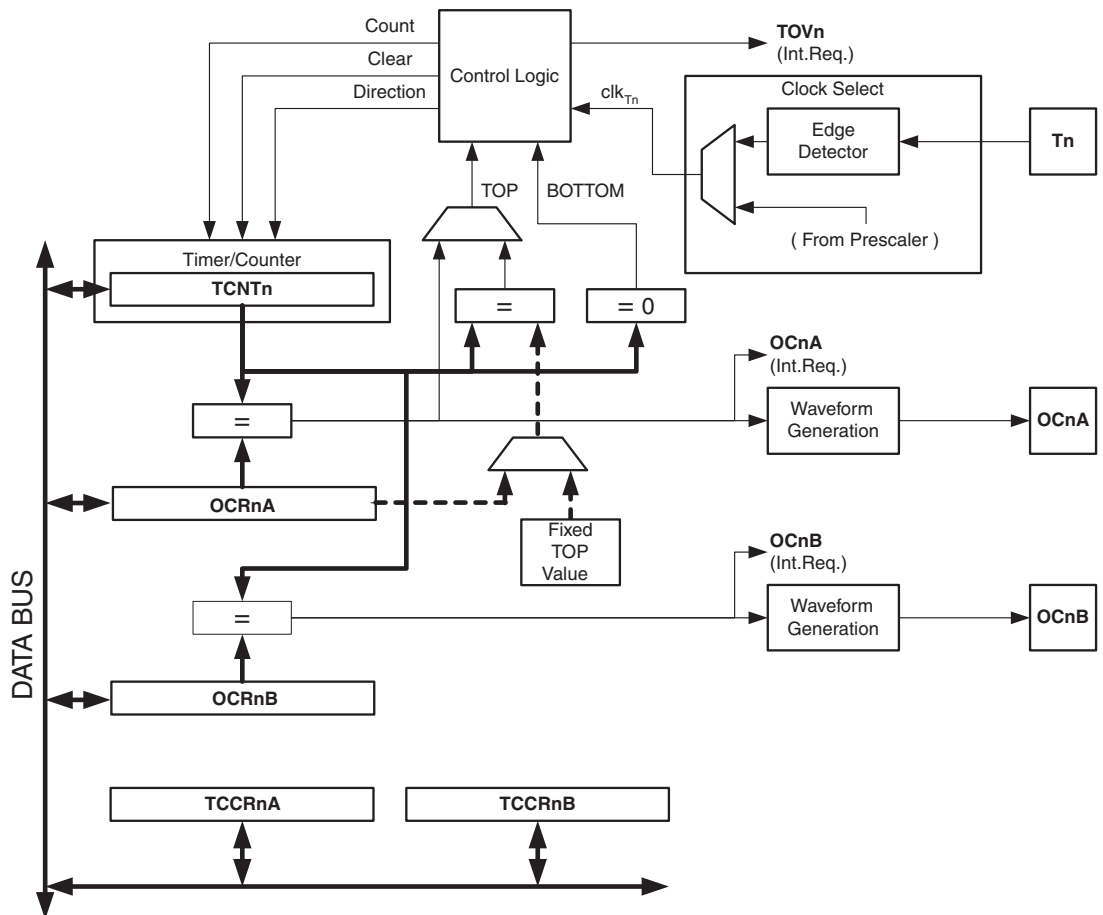 Count
TOVn
(Int.Req.)
Clear
Control Logic
Clock Select
Direction
clkTn
Edge
Detector
Tn
TOP
BOTTOM
( From Prescaler )
Timer/Counter
TCNTn
=
= 0
OCnA
(Int.Req.)
=
Waveform
Generation
OCnA
OCRnA
Fixed
TOP
Value
OCnB
(Int.Req.)
=
Waveform
Generation
OCnB
DATA BUS
OCRnB
TCCRnA
TCCRnB